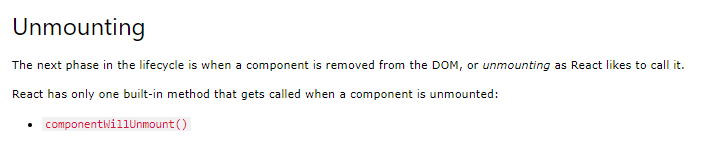 Unmounting
The next phase in the lifecycle is when a component is removed from the DOM, or unmounting as React likes to call it.
React has only one built-in method that gets called when a component is unmounted:
• componentWillUnmount()